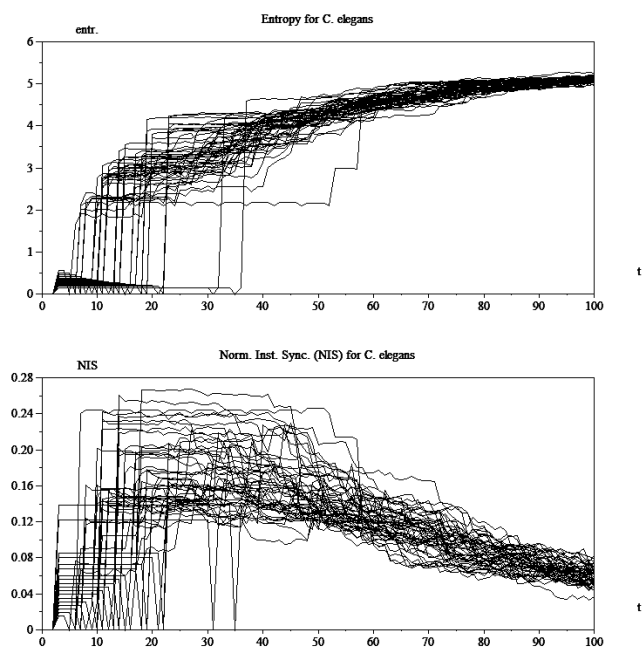 Entropy for C. elegans
entr.
6
5
4
3
2
1
0
0 10 20 30 40 50 60 70 80 90 100
t
Norm. Inst. Sync. (NIS) for C. elegans
NIS
0.28
0.24
0.20
0.16
0.12
0.08
0.04
0
0 10 20 30 40 50 60 70 80 90 100
t